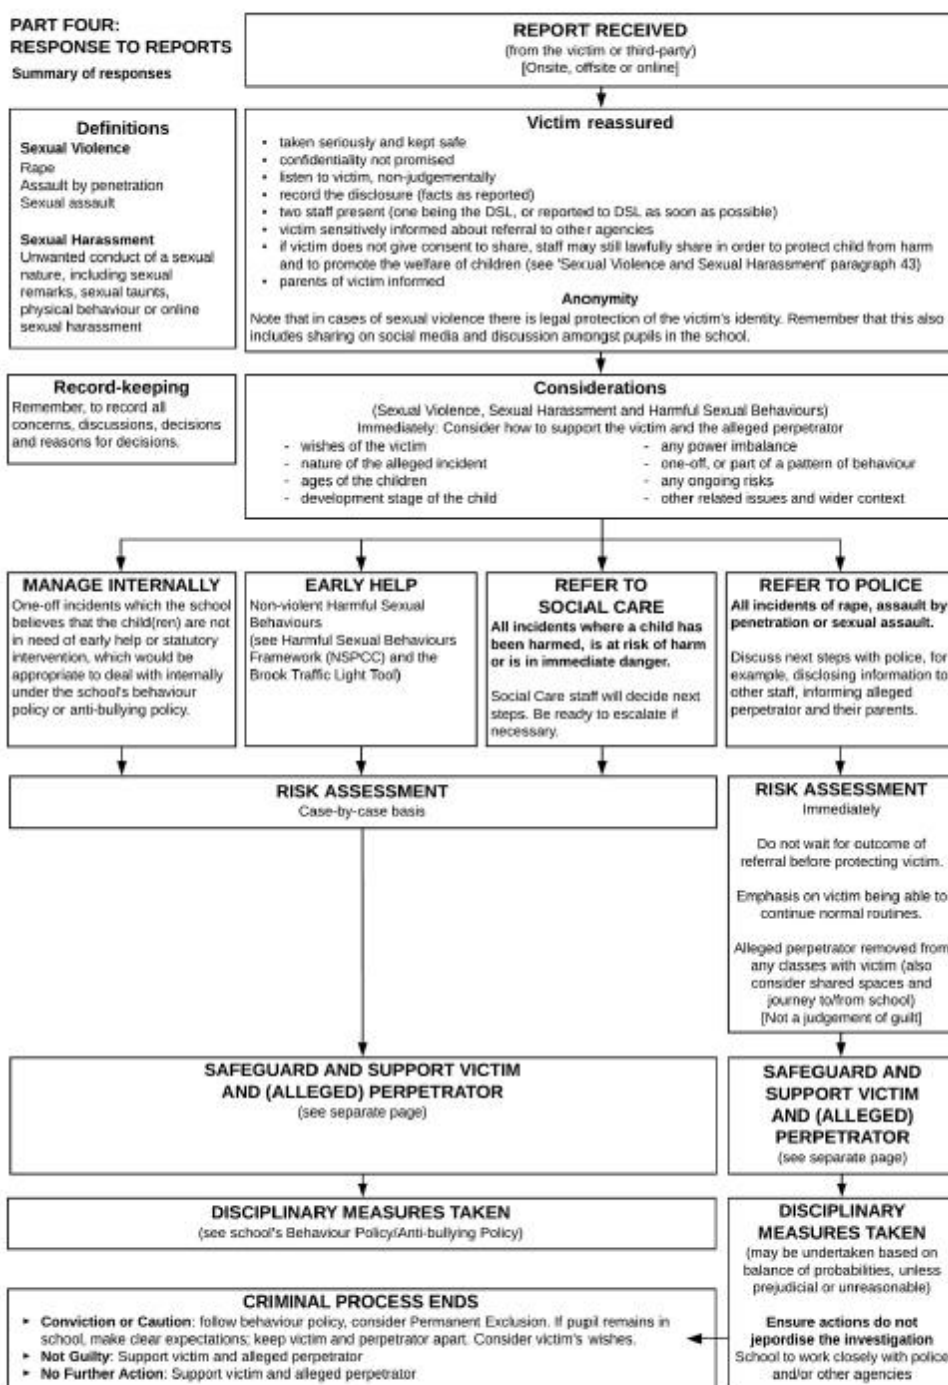 PART FOUR:
RESPONSE TO REPORTS
Summary of responses
REPORT RECEIVED
(from the victim or third-party)
[Onsite, offsite or online]
Definitions
Sexual Violence
Rape
Assault by penetration
Sexual assault
Sexual Harassment
Unwanted conduct of a sexual
nature, including sexual
remarks, sexual taunts,
physical behaviour or online
sexual harassment
Victim reassured
• taken seriously and kept safe
• confidentiality not promised
• listen to victim, non-judgementally
• record the disclosure (facts as reported)
• two staff present (one being the DSL, or reported to DSL as soon as possible)
• victim sensitively informed about referral to other agencies
• if victim does not give consent to share, staff may still lawfully share in order to protect child from harm
and to promote the welfare of children (see 'Sexual Violence and Sexual Harassment' paragraph 43)
• parents of victim informed
Anonymity
Note that in cases of sexual violence there is legal protection of the victim's identity. Remember that this also
includes sharing on social media and discussion amongst pupils in the school.
Record-keeping
Remember, to record all
concerns, discussions, decisions
and reasons for decisions.
Considerations
(Sexual Violence, Sexual Harassment and Harmful Sexual Behaviours)
Immediately: Consider how to support the victim and the alleged perpetrator
- wishes of the victim
- nature of the alleged incident
- ages of the children
- development stage of the child
- any power imbalance
- one-off, or part of a pattern of behaviour
- any ongoing risks
- other related issues and wider context
MANAGE INTERNALLY
One-off incidents which the school
believes that the child(ren) are not
in need of early help or statutory
intervention, which would be
appropriate to deal with internally
under the school's behaviour
policy or anti-bullying policy.
EARLY HELP
Non-violent Harmful Sexual
Behaviours
(see Harmful Sexual Behaviours
Framework (NSPCC) and the
Brook Traffic Light Tool)
REFER TO
SOCIAL CARE
All incidents where a child has
been harmed, is at risk of harm
or is in immediate danger.
Social Care staff will decide next
steps. Be ready to escalate if
necessary.
REFER TO POLICE
All incidents of rape, assault by
penetration or sexual assault.
Discuss next steps with police, for
example, disclosing information to
other staff, informing alleged
perpetrator and their parents.
RISK ASSESSMENT
Case-by-case basis
RISK ASSESSMENT
Immediately
Do not wait for outcome of
referral before protecting victim.
Emphasis on victim being able to
continue normal routines.
Alleged perpetrator removed from
any classes with victim (also
consider shared spaces and
journey to/from school)
[Not a judgement of guilt]
SAFEGUARD AND SUPPORT VICTIM
AND (ALLEGED) PERPETRATOR
(see separate page)
SAFEGUARD AND
SUPPORT VICTIM
AND (ALLEGED)
PERPETRATOR
(see separate page)
DISCIPLINARY MEASURES TAKEN
(see school's Behaviour Policy/Anti-bullying Policy)
DISCIPLINARY
MEASURES TAKEN
(may be undertaken based on
balance of probabilities, unless
prejudicial or unreasonable)
Ensure actions do not
jepordise the investigation
School to work closely with police
and/or other agencies
CRIMINAL PROCESS ENDS
► Conviction or Caution: follow behaviour policy, consider Permanent Exclusion. If pupil remains in
school, make clear expectations; keep victim and perpetrator apart. Consider victim's wishes.
► Not Guilty: Support victim and alleged perpetrator
► No Further Action: Support victim and alleged perpetrator